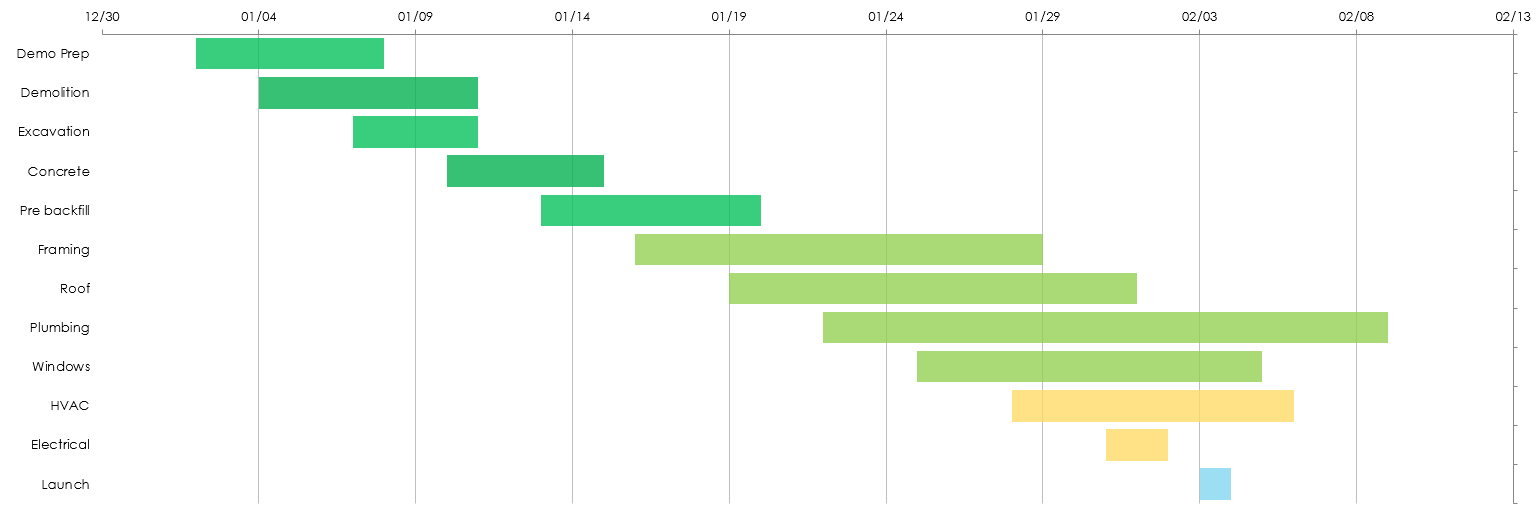 12/30 01/04 01/09 01/14 01/19 01/24 01/29 02/03 02/08 02/13
Demo Prep
Demolition
Excavation
Concrete
Pre backfill
Framing
Roof
Plumbing
Windows
HVAC
Electrical
Launch